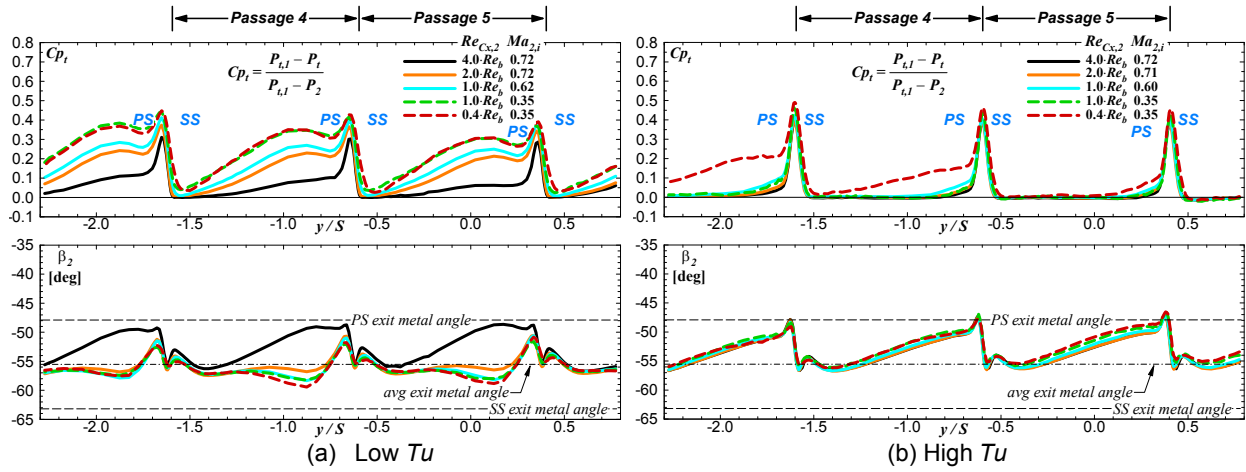 Passage 4 Passage 5
Cp_t
Cp_t = (P_t,1 − P_t) / (P_t,1 − P_2)
Re_Cx,2 Ma_2,i
4.0·Re_b 0.72
2.0·Re_b 0.72
1.0·Re_b 0.62
1.0·Re_b 0.35
0.4·Re_b 0.35
PS SS PS SS PS SS
0.8
0.7
0.6
0.5
0.4
0.3
0.2
0.1
0.0
-0.1
-2.0 -1.5 -1.0 -0.5 0.0 0.5
y / S
β_2
[deg]
-35
-40
-45
-50
-55
-60
-65
PS exit metal angle
avg exit metal angle
SS exit metal angle
-2.0 -1.5 -1.0 -0.5 0.0 0.5
y / S
(a) Low Tu
Passage 4 Passage 5
Cp_t
Cp_t = (P_t,1 − P_t) / (P_t,1 − P_2)
Re_Cx,2 Ma_2,i
4.0·Re_b 0.72
2.0·Re_b 0.71
1.0·Re_b 0.60
1.0·Re_b 0.35
0.4·Re_b 0.35
PS SS PS SS PS SS
0.8
0.7
0.6
0.5
0.4
0.3
0.2
0.1
0.0
-0.1
-2.0 -1.5 -1.0 -0.5 0.0 0.5
y / S
β_2
[deg]
-35
-40
-45
-50
-55
-60
-65
PS exit metal angle
avg exit metal angle
SS exit metal angle
-2.0 -1.5 -1.0 -0.5 0.0 0.5
y / S
(b) High Tu